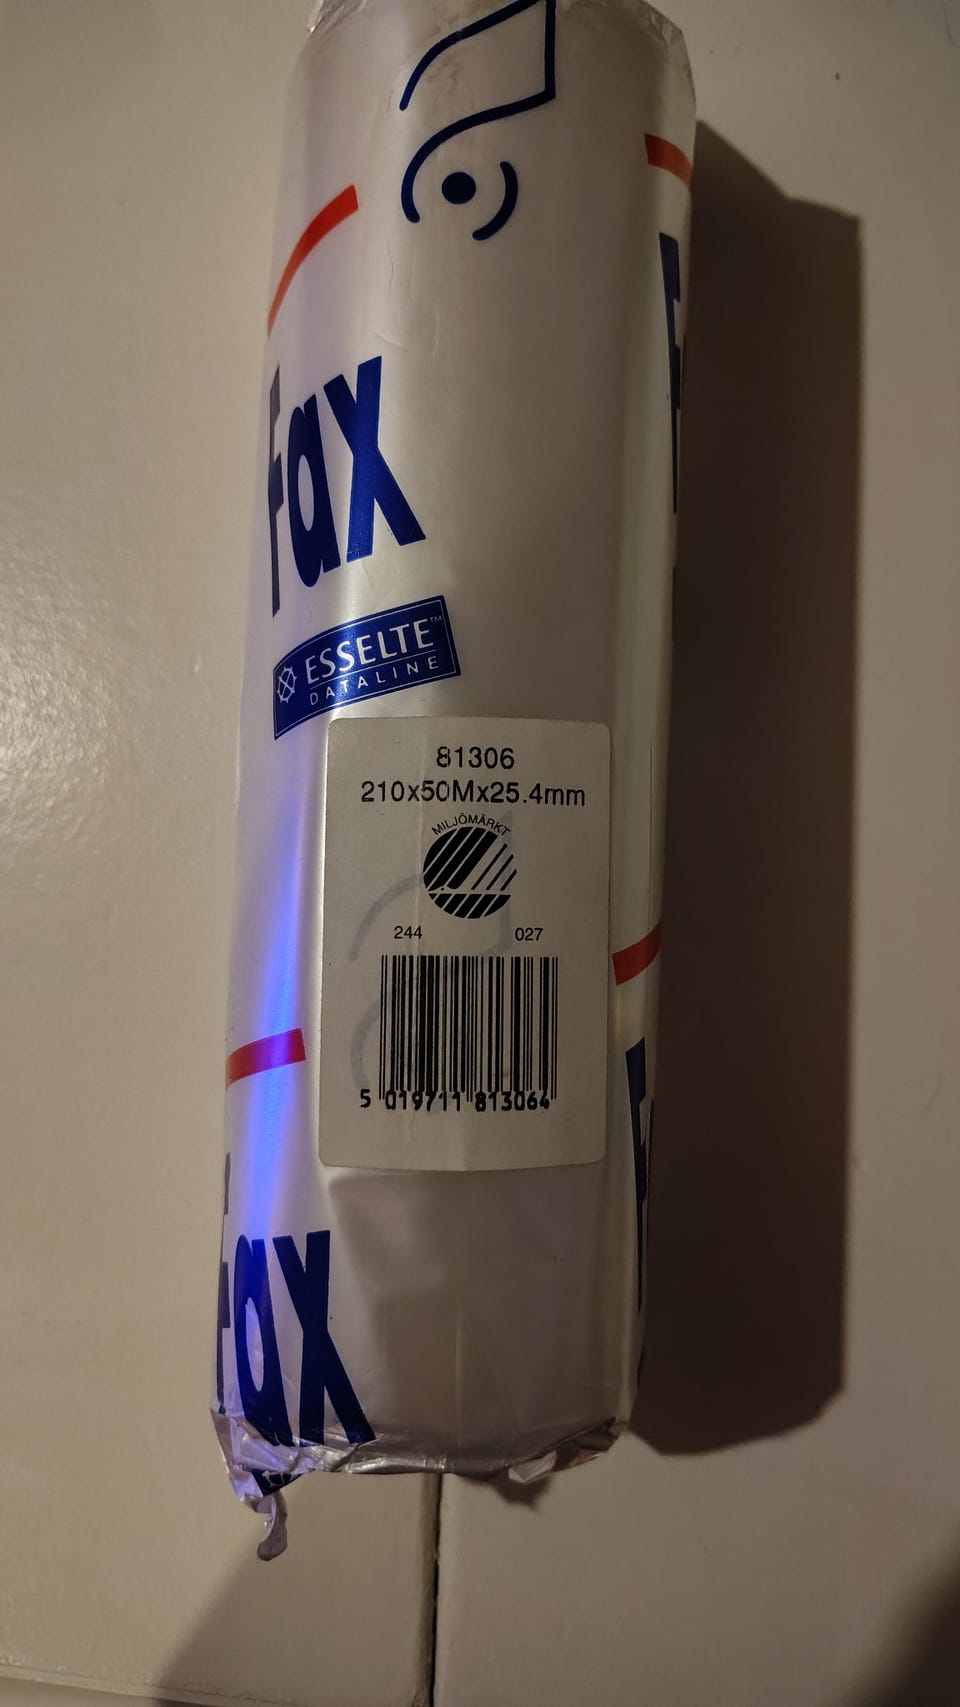 Fax
ESSELTE™
DATALINE
81306
210x50Mx25.4mm
MILJÖMÄRKT
244 027
5 019711 813064
Fax